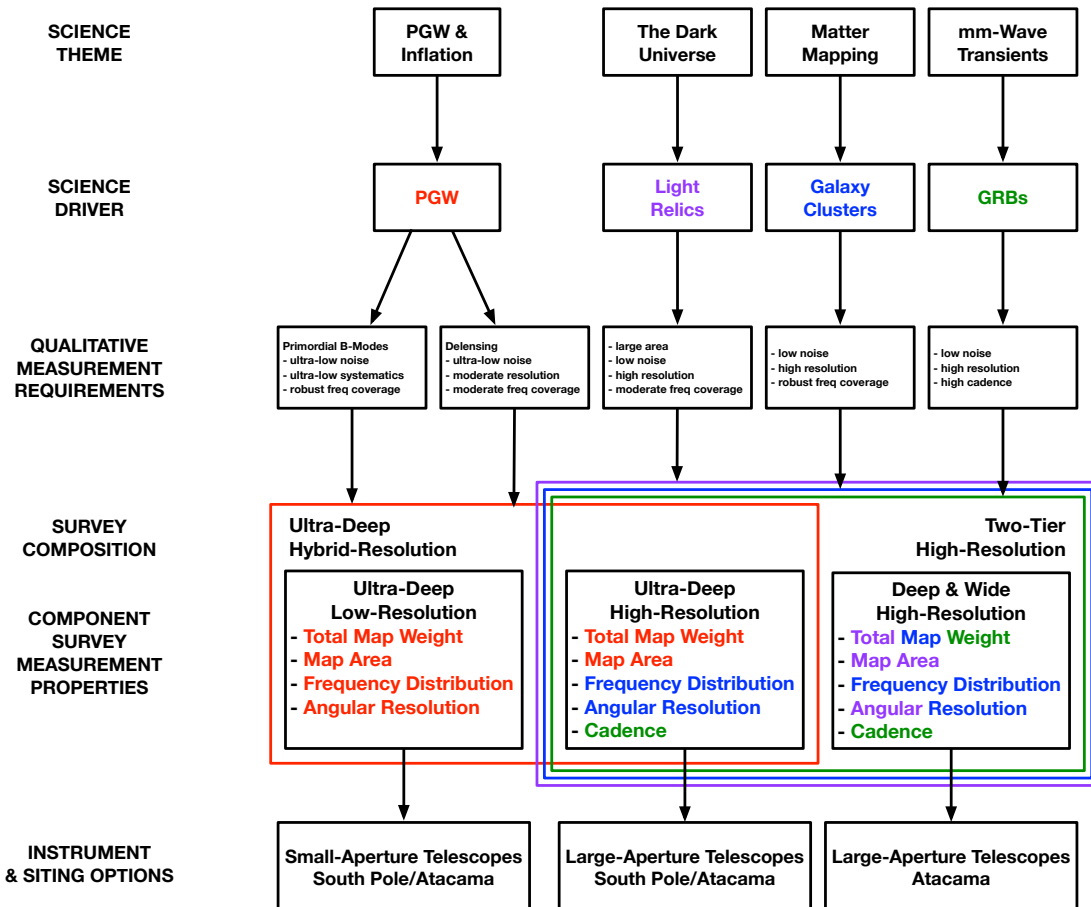 SCIENCE
THEME
PGW &
Inflation
The Dark
Universe
Matter
Mapping
mm-Wave
Transients
SCIENCE
DRIVER
PGW
Light
Relics
Galaxy
Clusters
GRBs
QUALITATIVE
MEASUREMENT
REQUIREMENTS
Primordial B-Modes
- ultra-low noise
- ultra-low systematics
- robust freq coverage
Delensing
- ultra-low noise
- moderate resolution
- moderate freq coverage
- large area
- low noise
- high resolution
- moderate freq coverage
- low noise
- high resolution
- robust freq coverage
- low noise
- high resolution
- high cadence
SURVEY
COMPOSITION
Ultra-Deep
Hybrid-Resolution
Two-Tier
High-Resolution
COMPONENT
SURVEY
MEASUREMENT
PROPERTIES
Ultra-Deep
Low-Resolution
- Total Map Weight
- Map Area
- Frequency Distribution
- Angular Resolution
Ultra-Deep
High-Resolution
- Total Map Weight
- Map Area
- Frequency Distribution
- Angular Resolution
- Cadence
Deep & Wide
High-Resolution
- Total Map Weight
- Map Area
- Frequency Distribution
- Angular Resolution
- Cadence
INSTRUMENT
& SITING OPTIONS
Small-Aperture Telescopes
South Pole/Atacama
Large-Aperture Telescopes
South Pole/Atacama
Large-Aperture Telescopes
Atacama